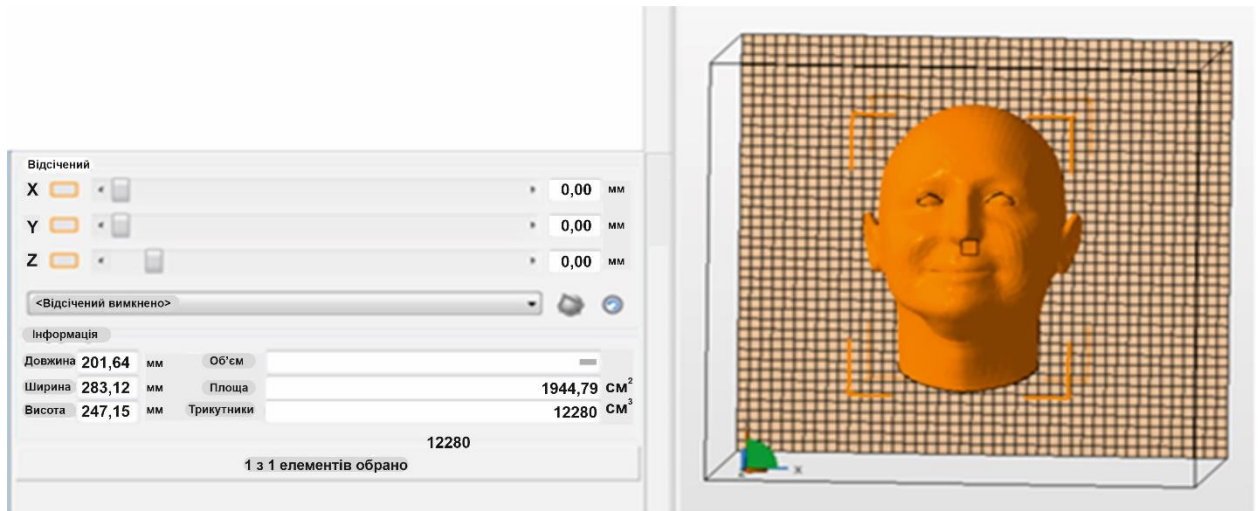 Відсічений
X 0,00 мм
Y 0,00 мм
Z 0,00 мм
<Відсічений вимкнено>
Інформація
Довжина 201,64 мм Об'єм
Ширина 283,12 мм Площа 1944,79 см²
Висота 247,15 мм Трикутники 12280 см³
12280
1 з 1 елементів обрано
x
z